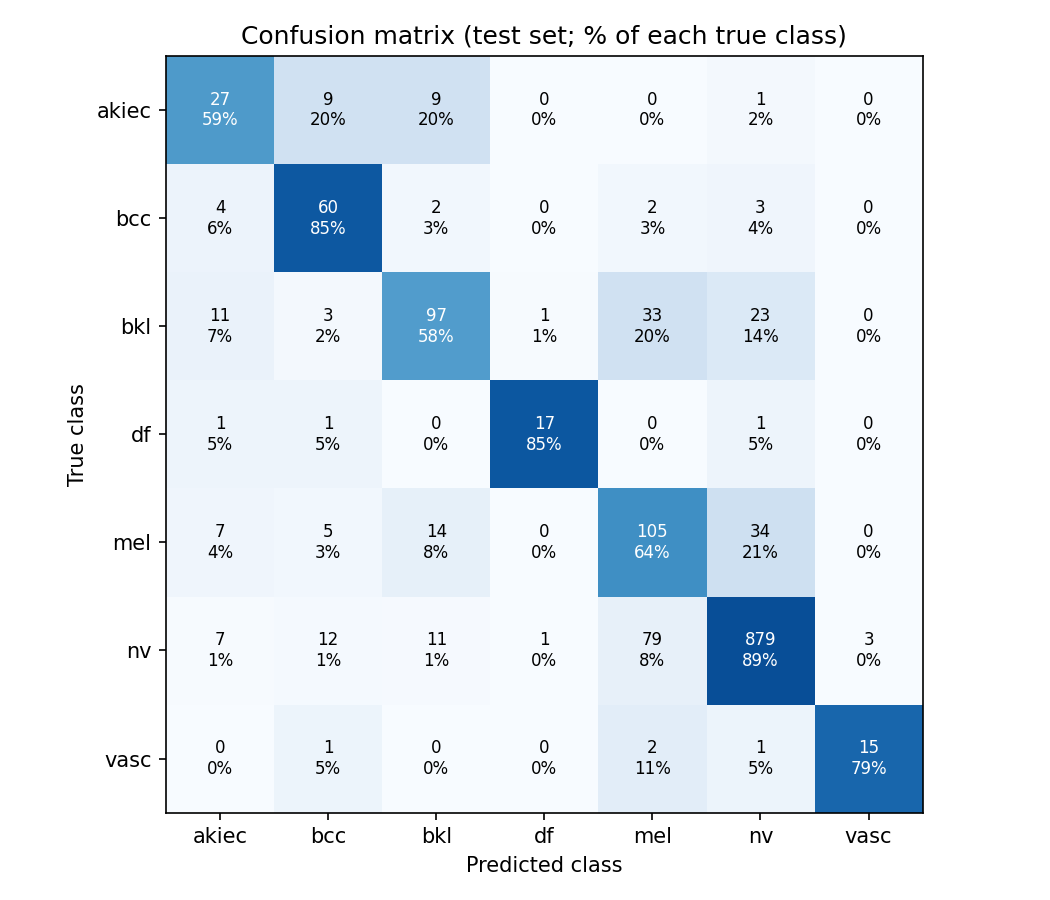 Confusion matrix (test set; % of each true class)
akiec
27 9 9 0 0 1 0
59% 20% 20% 0% 0% 2% 0%
bcc
4 60 2 0 2 3 0
6% 85% 3% 0% 3% 4% 0%
bkl
11 3 97 1 33 23 0
7% 2% 58% 1% 20% 14% 0%
df
1 1 0 17 0 1 0
5% 5% 0% 85% 0% 5% 0%
mel
7 5 14 0 105 34 0
4% 3% 8% 0% 64% 21% 0%
nv
7 12 11 1 79 879 3
1% 1% 1% 0% 8% 89% 0%
vasc
0 1 0 0 2 1 15
0% 5% 0% 0% 11% 5% 79%
True class
akiec bcc bkl df mel nv vasc
Predicted class